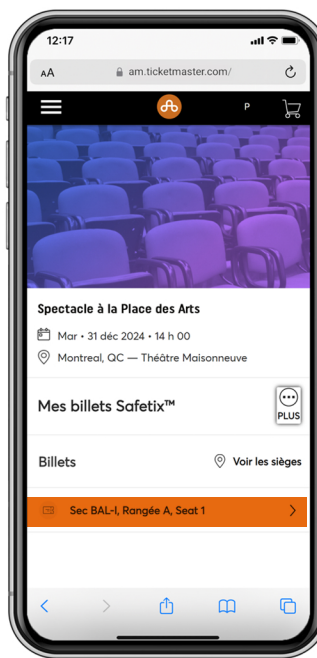 12:17
AA am.ticketmaster.com/
P
Spectacle à la Place des Arts
Mar • 31 déc 2024 • 14 h 00
Montreal, QC — Théâtre Maisonneuve
Mes billets Safetix™
PLUS
Billets
Voir les sièges
Sec BAL-I, Rangée A, Seat 1